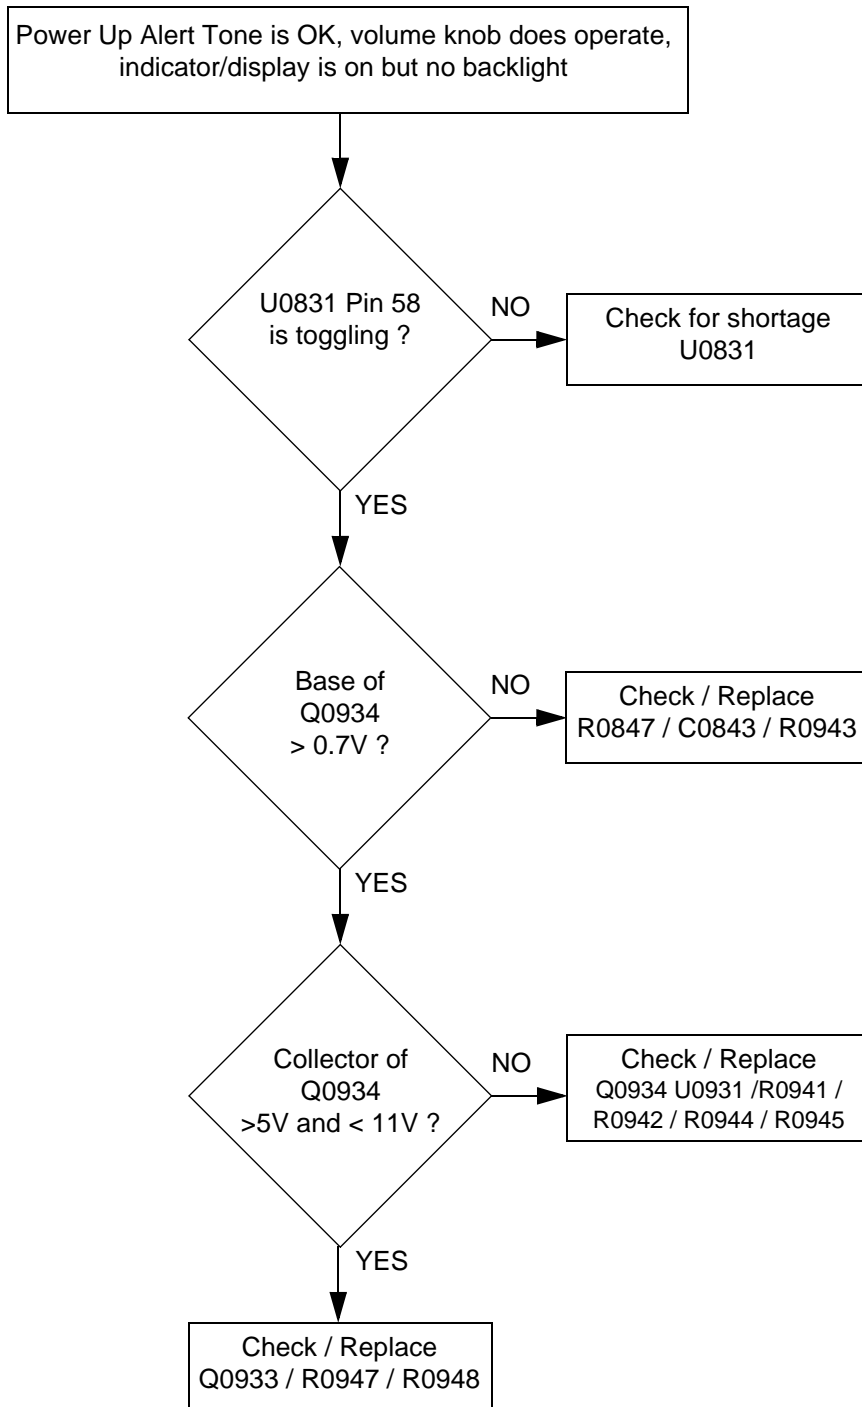 Power Up Alert Tone is OK, volume knob does operate,
indicator/display is on but no backlight
U0831 Pin 58
is toggling ?
NO
Check for shortage
U0831
YES
Base of
Q0934
> 0.7V ?
NO
Check / Replace
R0847 / C0843 / R0943
YES
Collector of
Q0934
>5V and < 11V ?
NO
Check / Replace
Q0934 U0931 /R0941 /
R0942 / R0944 / R0945
YES
Check / Replace
Q0933 / R0947 / R0948